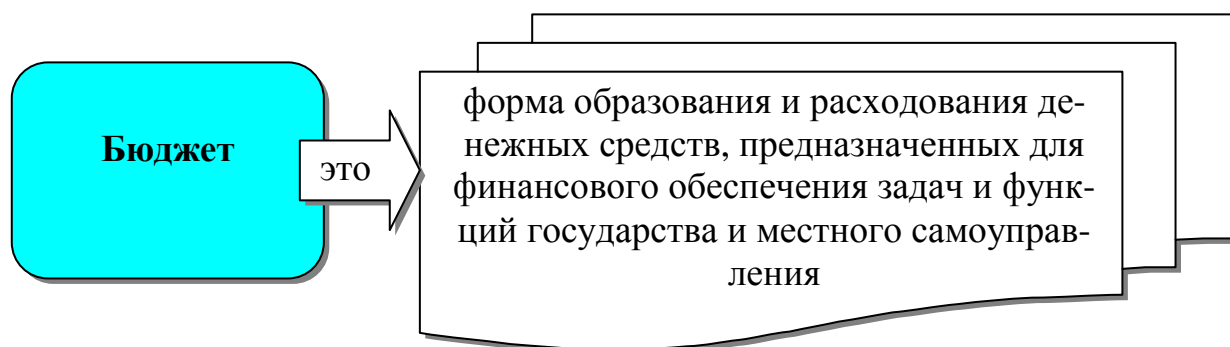 Бюджет
это
форма образования и расходования де-
нежных средств, предназначенных для
финансового обеспечения задач и функ-
ций государства и местного самоуправ-
ления